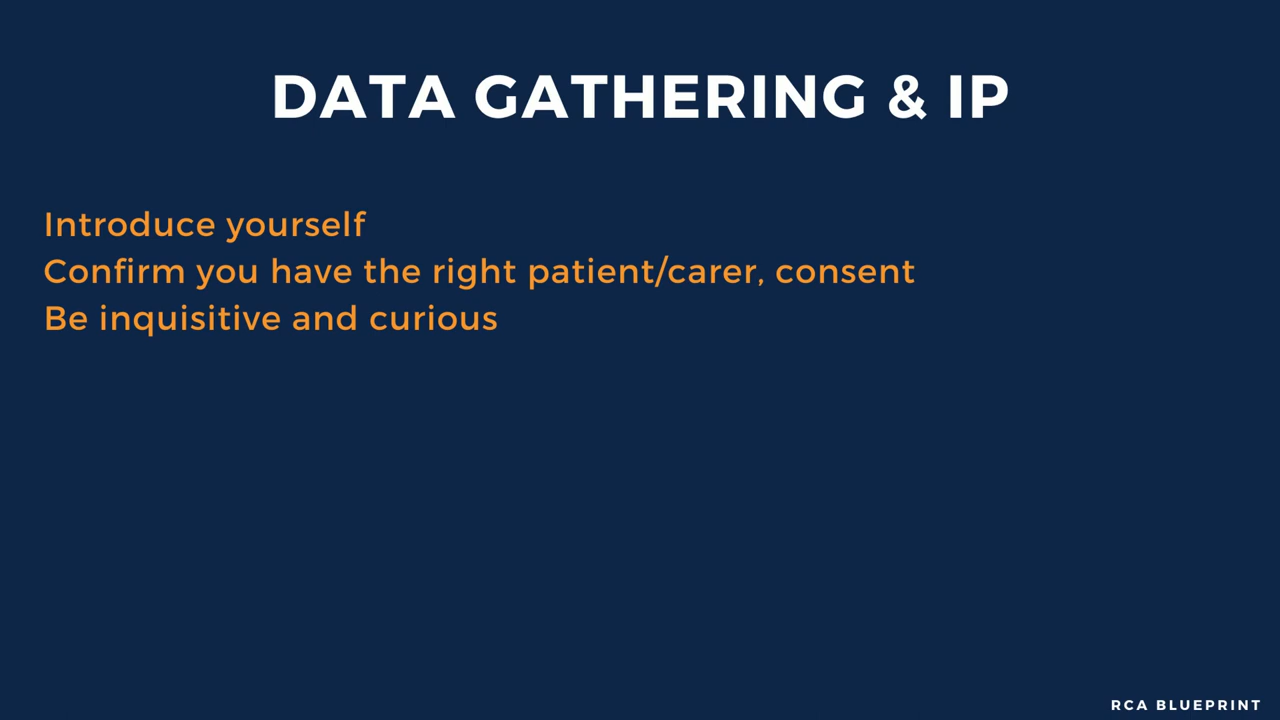 DATA GATHERING & IP
Introduce yourself
Confirm you have the right patient/carer, consent
Be inquisitive and curious
RCA BLUEPRINT